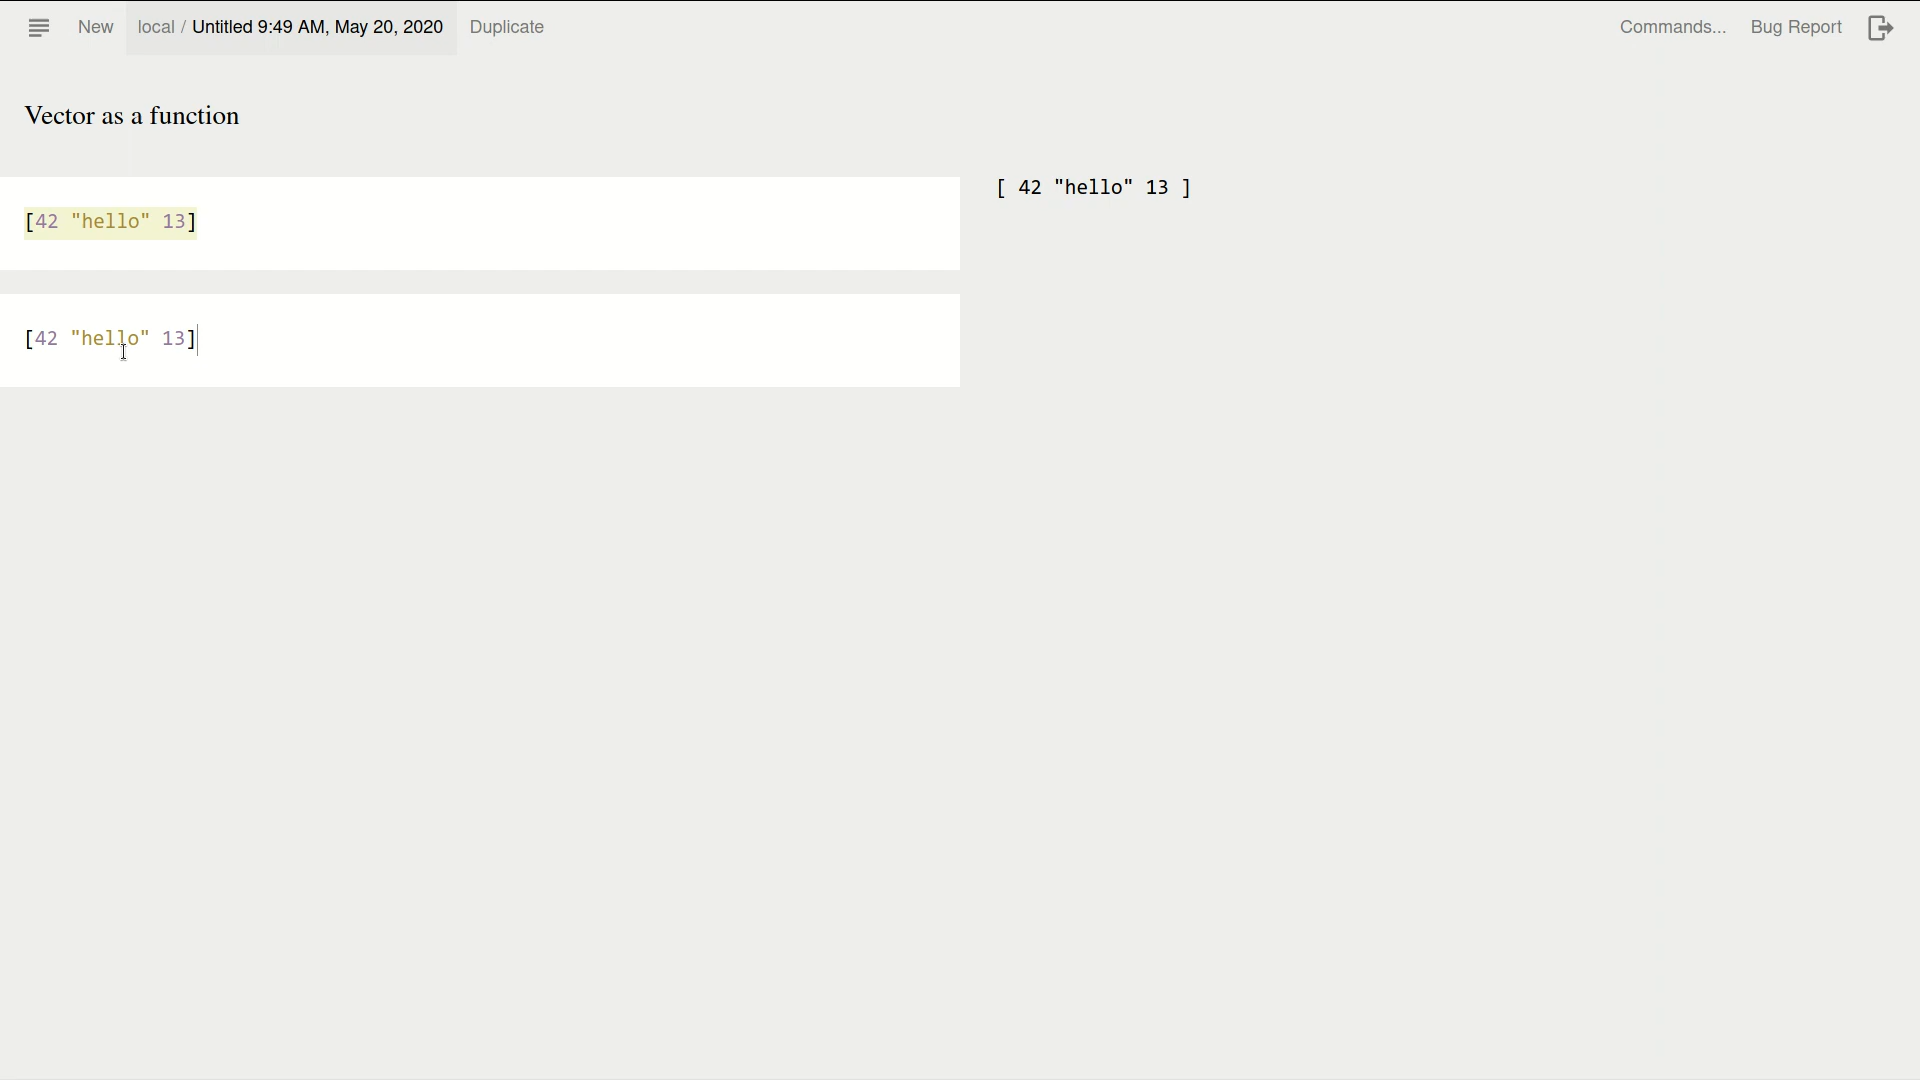 New local / Untitled 9:49 AM, May 20, 2020 Duplicate Commands... Bug Report
Vector as a function
[42 "hello" 13]
[ 42 "hello" 13 ]
[42 "hello" 13]